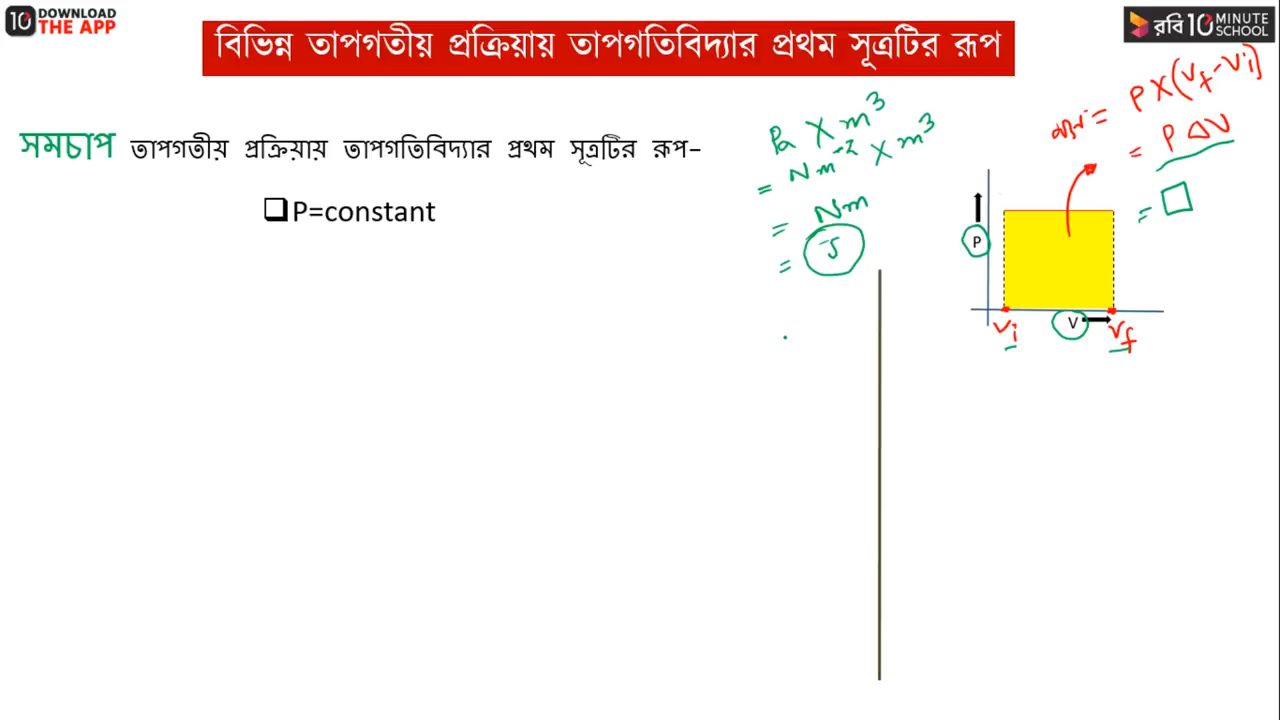 10 DOWNLOAD THE APP
রবি 10 MINUTE SCHOOL
বিভিন্ন তাপগতীয় প্রক্রিয়ায় তাপগতিবিদ্যার প্রথম সূত্রটির রূপ
সমচাপ তাপগতীয় প্রক্রিয়ায় তাপগতিবিদ্যার প্রথম সূত্রটির রূপ–
P=constant
Pa × m³
= Nm⁻² × m³
= Nm
= J
= P × (Vf - Vi)
= P ΔV
= □
P
V
Vi
Vf